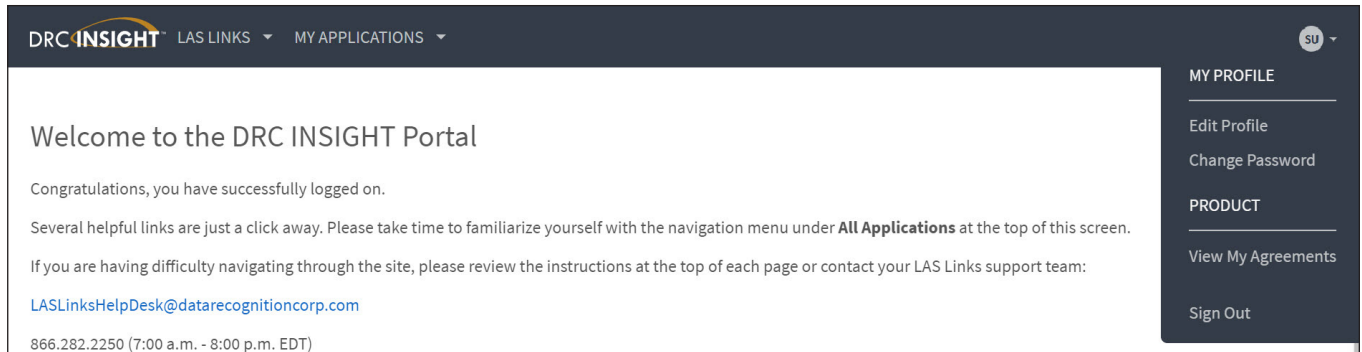 DRC INSIGHT LAS LINKS MY APPLICATIONS SU
MY PROFILE
Edit Profile
Change Password
PRODUCT
View My Agreements
Sign Out
Welcome to the DRC INSIGHT Portal
Congratulations, you have successfully logged on.
Several helpful links are just a click away. Please take time to familiarize yourself with the navigation menu under All Applications at the top of this screen.
If you are having difficulty navigating through the site, please review the instructions at the top of each page or contact your LAS Links support team:
LASLinksHelpDesk@datarecognitioncorp.com
866.282.2250 (7:00 a.m. - 8:00 p.m. EDT)